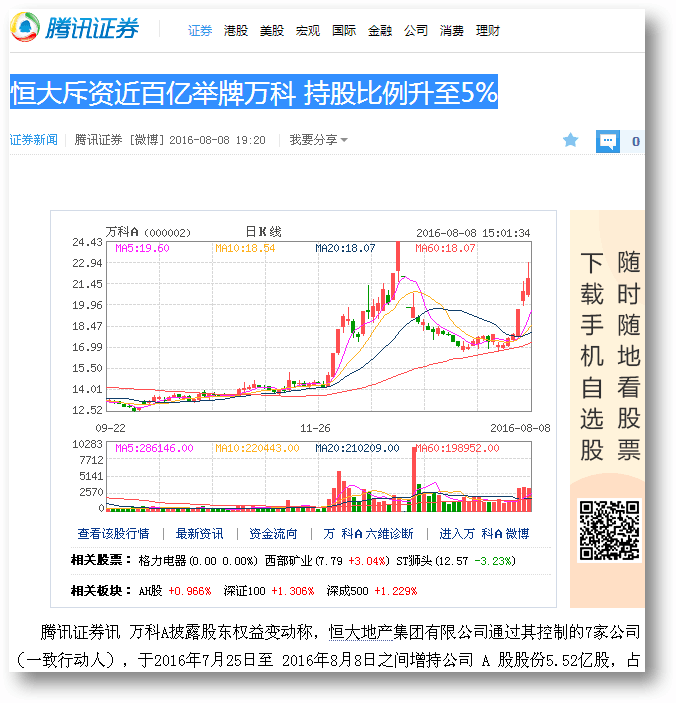 腾讯证券
证券 港股 美股 宏观 国际 金融 公司 消费 理财
恒大斥资近百亿举牌万科 持股比例升至5%
证券新闻 腾讯证券 [微博] 2016-08-08 19:20 我要分享 0
万科A (000002) 日K线 2016-08-08 15:01:34
MA5:19.60 MA10:18.54 MA20:18.07 MA60:18.07
24.43
22.94
21.45
19.96
18.47
16.99
15.50
14.01
12.52
09-22 11-26 2016-08-08
MA5:286146.00 MA10:220443.00 MA20:210209.00 MA60:198952.00
10283
7712
5141
2570
0
查看该股行情 | 最新资讯 | 资金流向 | 万 科A六维诊断 | 进入万 科A微博
相关股票: 格力电器(0.00 0.00%) 西部矿业(7.79 +3.04%) ST狮头(12.57 -3.23%)
相关板块: AH股 +0.966% 深证100 +1.306% 深成500 +1.229%
随时随地看股票
下载手机自选股
腾讯证券讯 万科A披露股东权益变动称，恒大地产集团有限公司通过其控制的7家公司
（一致行动人），于2016年7月25日至 2016年8月8日之间增持公司 A 股股份5.52亿股，占